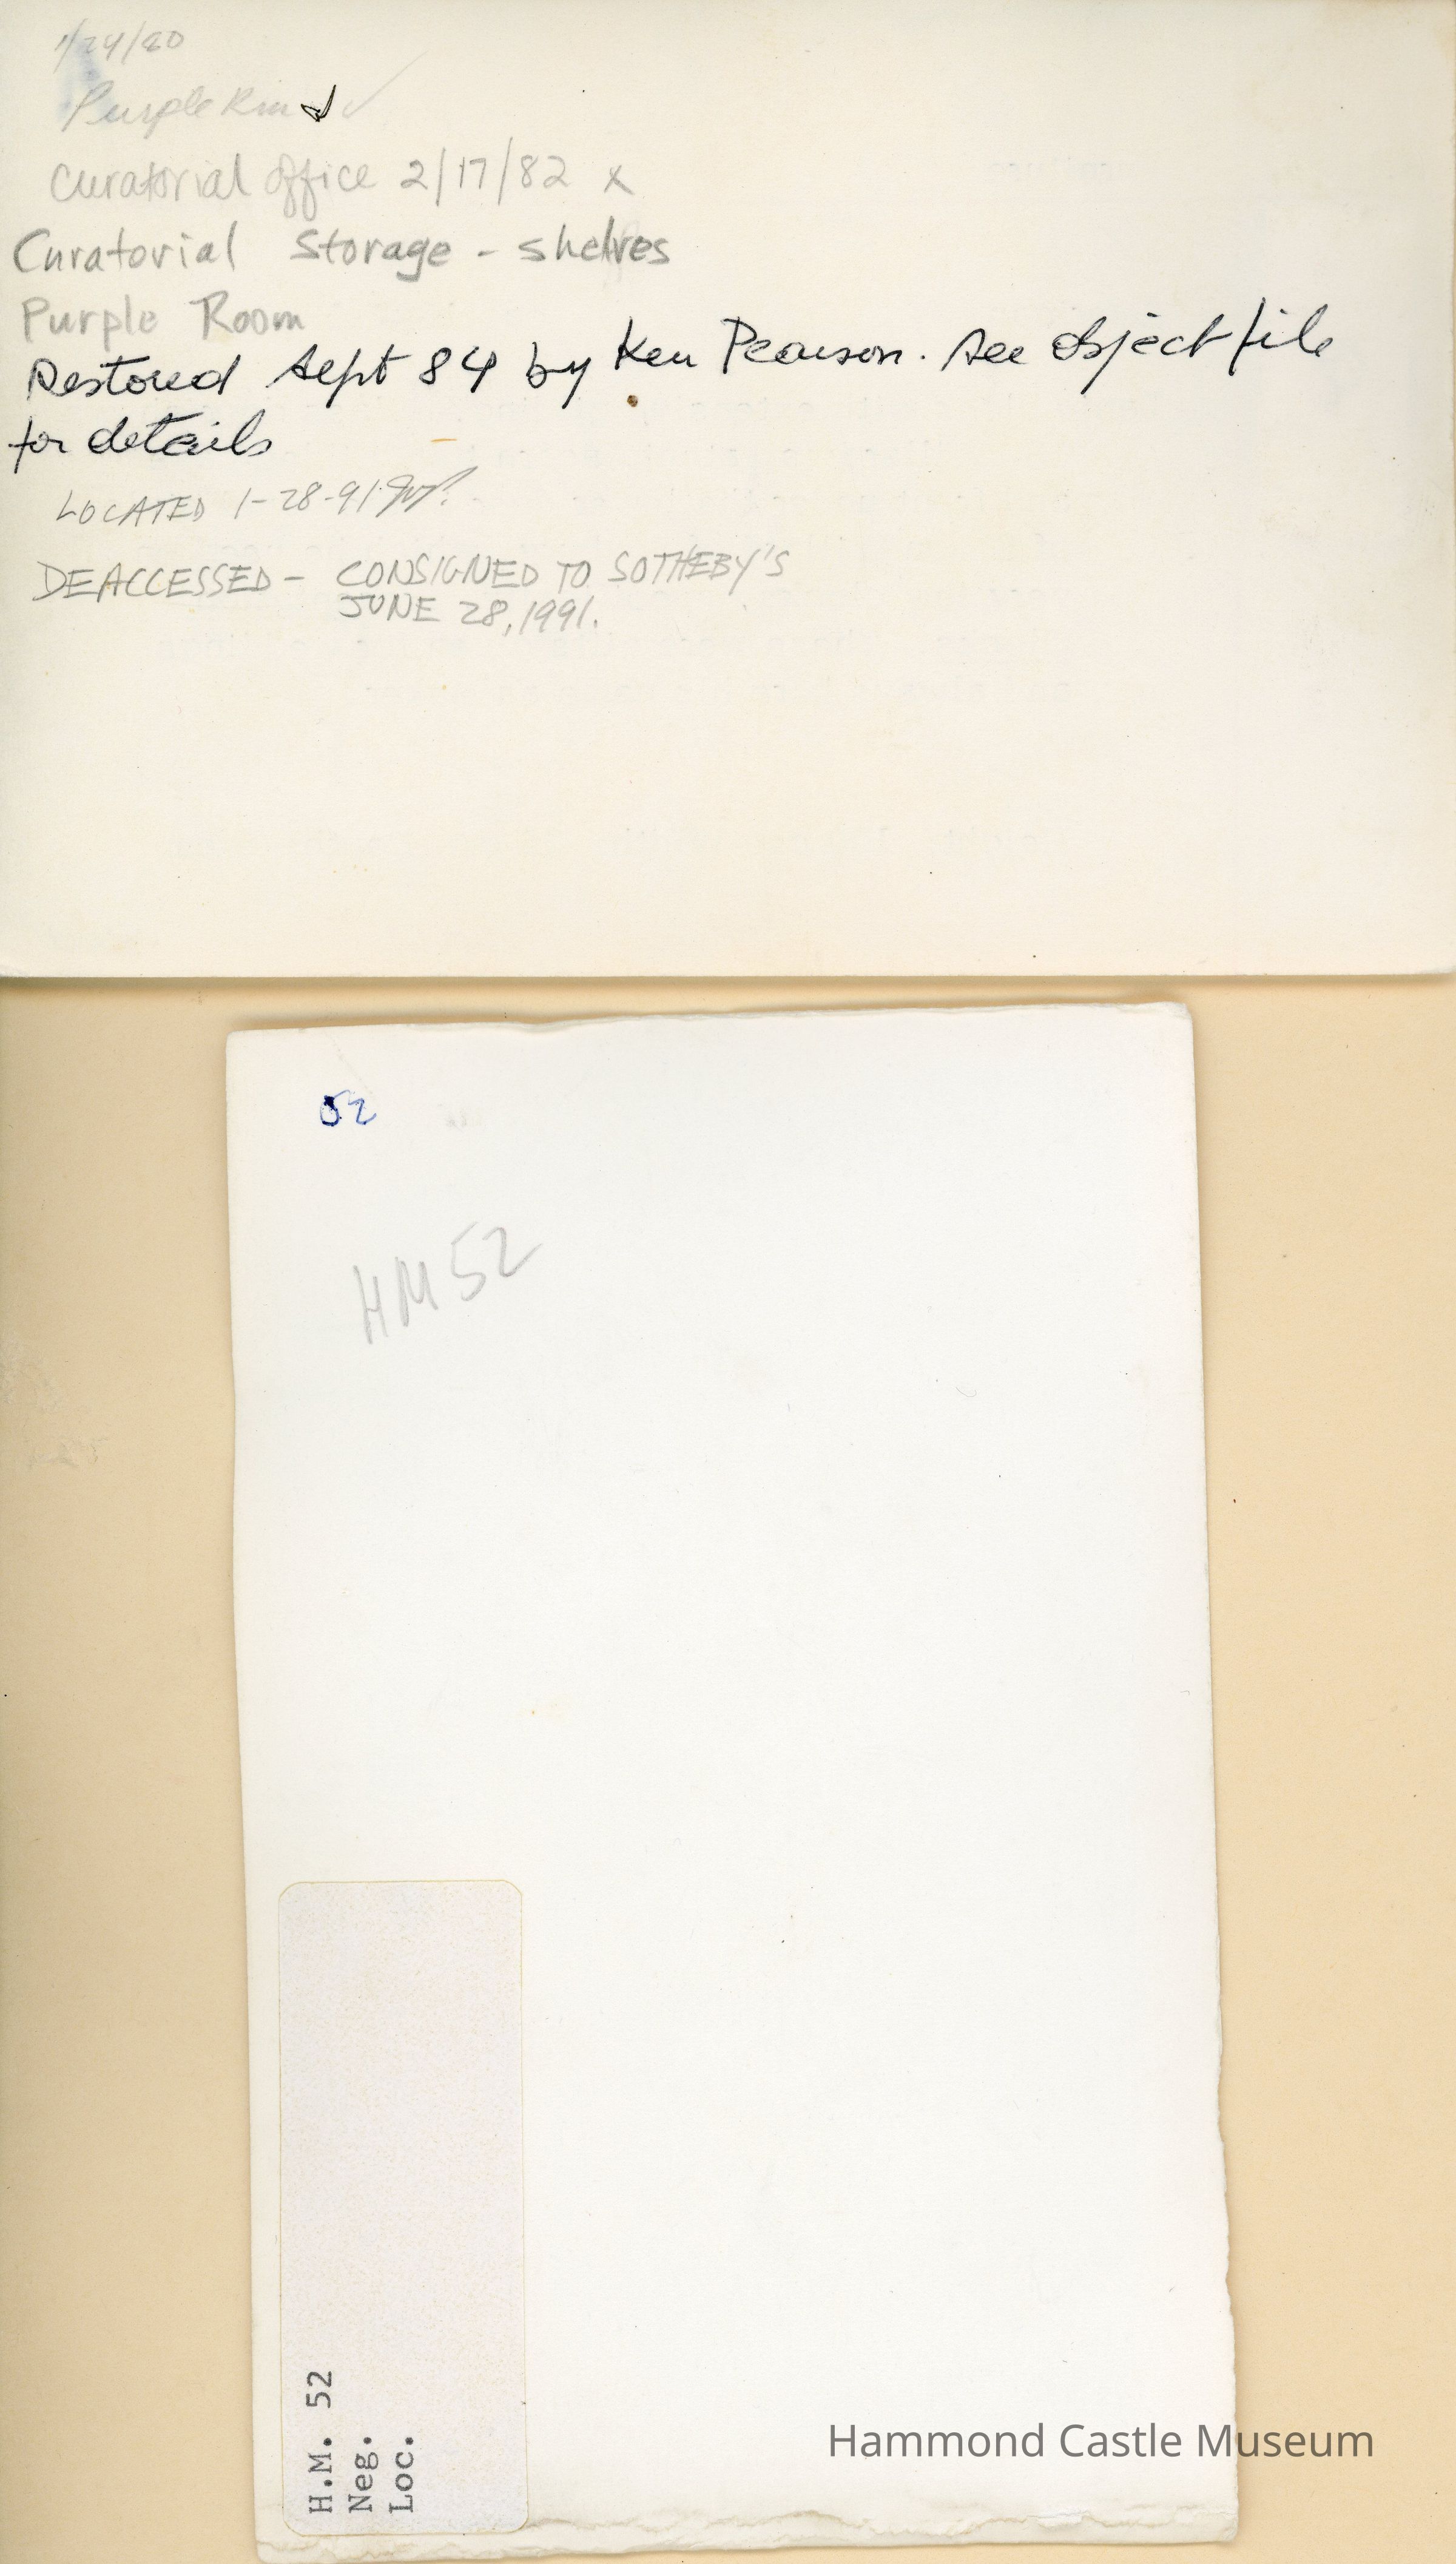 1/24/80
Purple Rm
Curatorial office 2/17/82 x
Curatorial Storage - shelves
Purple Room
Restored Sept 84 by Ken Pearson. See object file
for details
LOCATED 1-28-91
DEACCESSED - CONSIGNED TO SOTHEBY'S
JUNE 28, 1991.
52
HM 52
H.M. 52
Neg.
Loc.
Hammond Castle Museum